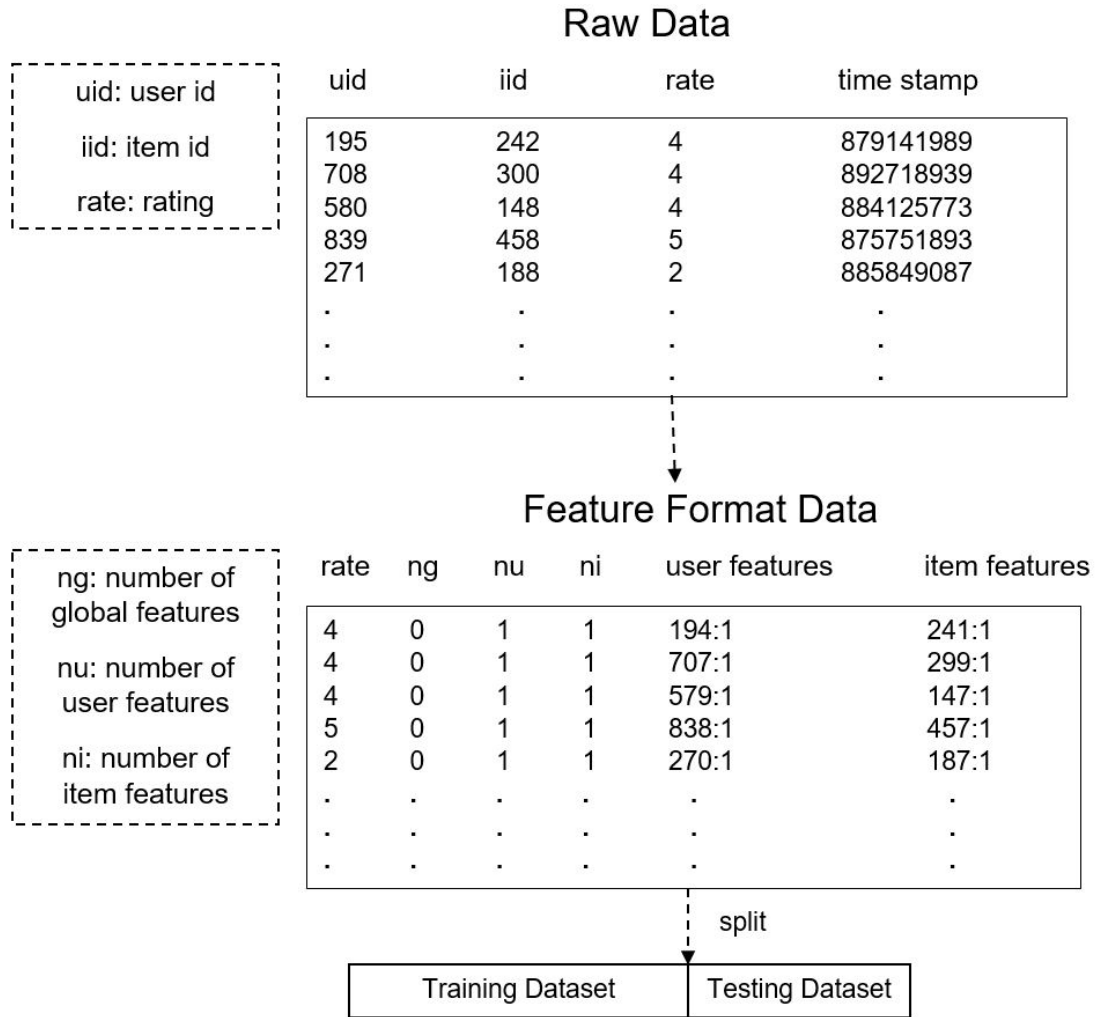 Raw Data
uid: user id
iid: item id
rate: rating
uid iid rate time stamp
195 242 4 879141989
708 300 4 892718939
580 148 4 884125773
839 458 5 875751893
271 188 2 885849087
. . . .
. . . .
. . . .
Feature Format Data
ng: number of
global features
nu: number of
user features
ni: number of
item features
rate ng nu ni user features item features
4 0 1 1 194:1 241:1
4 0 1 1 707:1 299:1
4 0 1 1 579:1 147:1
5 0 1 1 838:1 457:1
2 0 1 1 270:1 187:1
. . . . . .
. . . . . .
. . . . . .
split
Training Dataset Testing Dataset